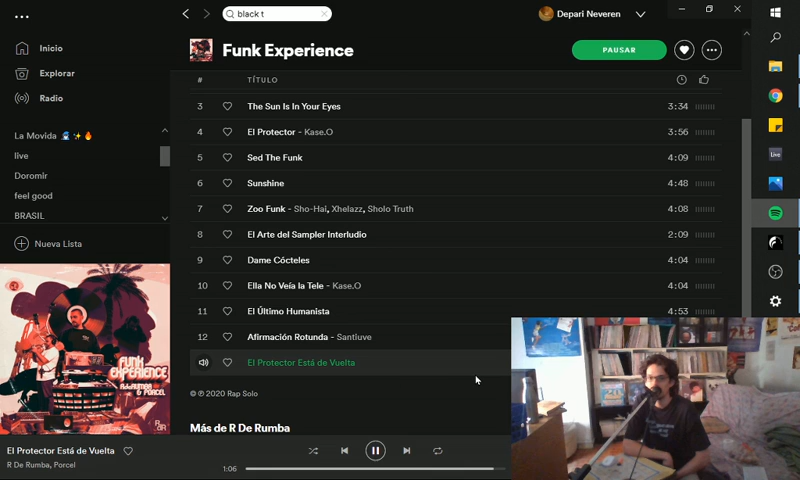 black t
Depari Neveren
Funk Experience
PAUSAR
Inicio
Explorar
Radio
La Movida
live
Doromir
feel good
BRASIL
Nueva Lista
# TÍTULO
3 The Sun Is In Your Eyes 3:34
4 El Protector - Kase.O 3:56
5 Sed The Funk 4:09
6 Sunshine 4:48
7 Zoo Funk - Sho-Hai, Xhelazz, Sholo Truth 4:08
8 El Arte del Sampler Interludio 2:09
9 Dame Cócteles 4:04
10 Ella No Veía la Tele - Kase.O 4:04
11 El Último Humanista 4:53
12 Afirmación Rotunda - Santiuve
El Protector Está de Vuelta
© ℗ 2020 Rap Solo
Más de R De Rumba
FUNK
EXPERIENCE
R de RUMBA
& PORCEL
El Protector Está de Vuelta
R De Rumba, Porcel
1:06
Live